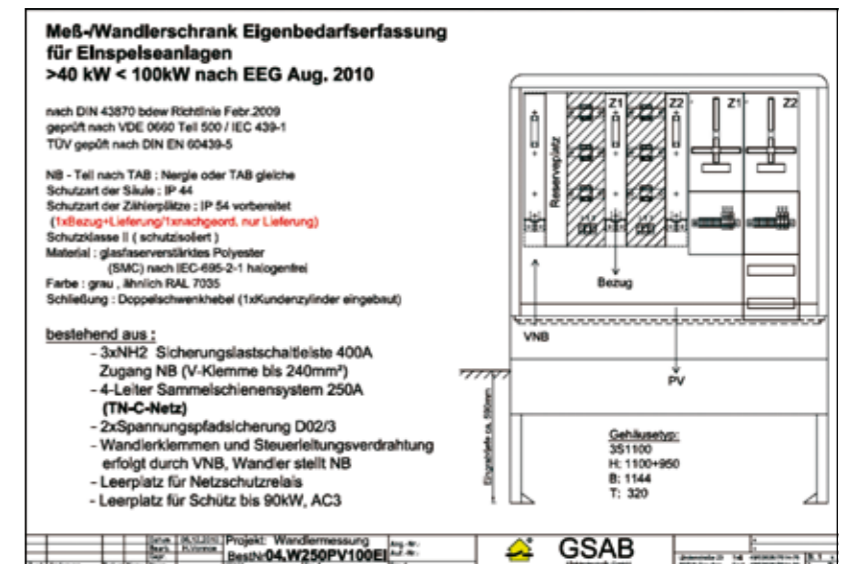 Meß-/Wandlerschrank Eigenbedarfserfassung
für EInspelseanlagen
>40 kW < 100kW nach EEG Aug. 2010
nach DIN 43870 bdew Richtlinie Febr.2009
geprüft nach VDE 0660 Teil 500 / IEC 439-1
TÜV gepüft nach DIN EN 60439-5
NB - Teil nach TAB : Nergie oder TAB gleiche
Schutzart der Säule : IP 44
Schutzart der Zählerplätze : IP 54 vorbereitet
(1xBezug+Lieferung/1xnachgeord. nur Lieferung)
Schutzklasse II ( schutzisoliert )
Material : glasfaserverstärktes Polyester
(SMC) nach IEC-695-2-1 halogenfrei
Farbe : grau , ähnlich RAL 7035
Schließung : Doppelschwenkhebel (1xKundenzylinder eingebaut)
bestehend aus :
- 3xNH2 Sicherungslastschaltleiste 400A
Zugang NB (V-Klemme bis 240mm²)
- 4-Leiter Sammelschienensystem 250A
(TN-C-Netz)
- 2xSpannungspfadsicherung D02/3
- Wandlerklemmen und Steuerleitungsverdrahtung
erfolgt durch VNB, Wandler stellt NB
- Leerplatz für Netzschutzrelais
- Leerplatz für Schütz bis 90kW, AC3
Reserveplatz
Z1
Z2
Z1
Z2
Bezug
VNB
PV
Eingrabtiefe ca. 590mm
Gehäusetyp:
3S1100
H: 1100+950
B: 1144
T: 320
Projekt: Wandlermessung
BestNr 04.W250PV100EI
GSAB